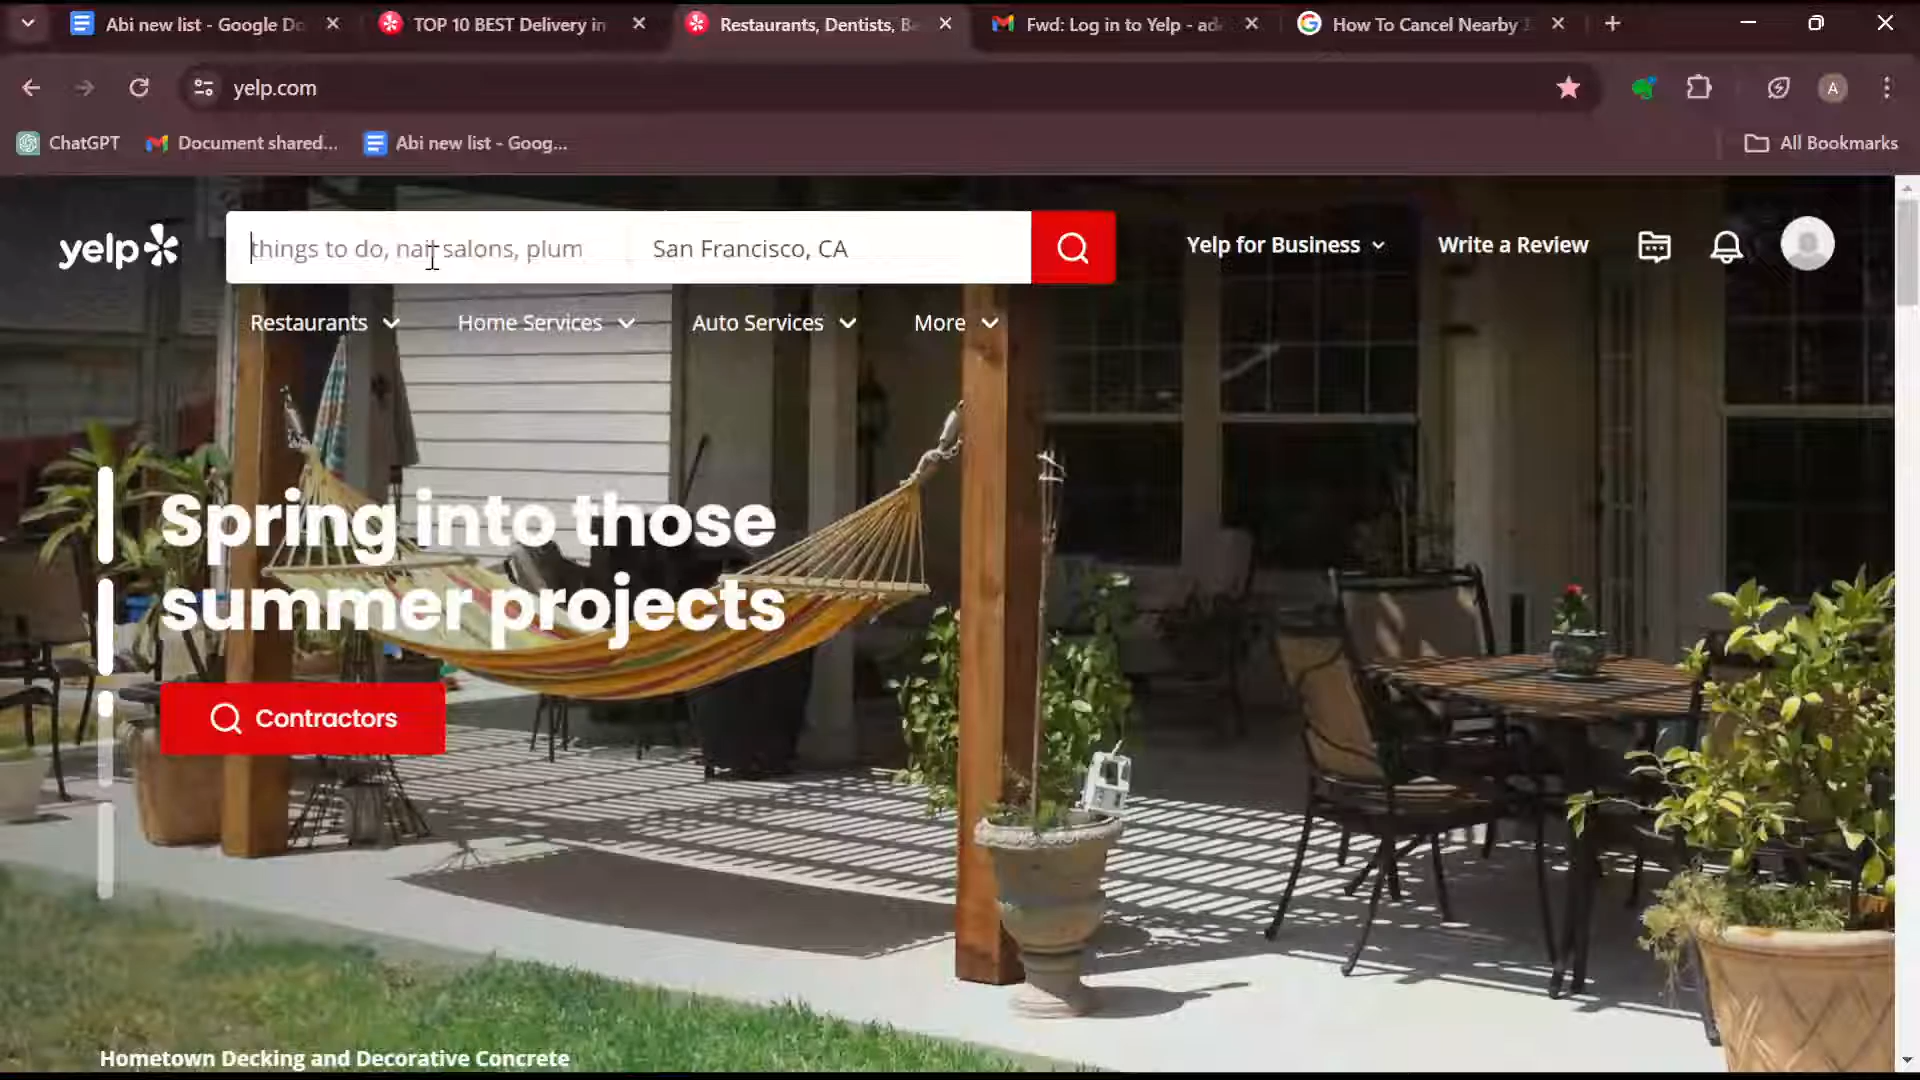 Abi new list - Google Do
TOP 10 BEST Delivery in
Restaurants, Dentists, Be
Fwd: Log in to Yelp - ad
How To Cancel Nearby
yelp.com
A
ChatGPT
Document shared...
Abi new list - Goog...
All Bookmarks
yelp
things to do, nail salons, plum
San Francisco, CA
Yelp for Business
Write a Review
Restaurants
Home Services
Auto Services
More
Spring into those
summer projects
Contractors
Hometown Decking and Decorative Concrete